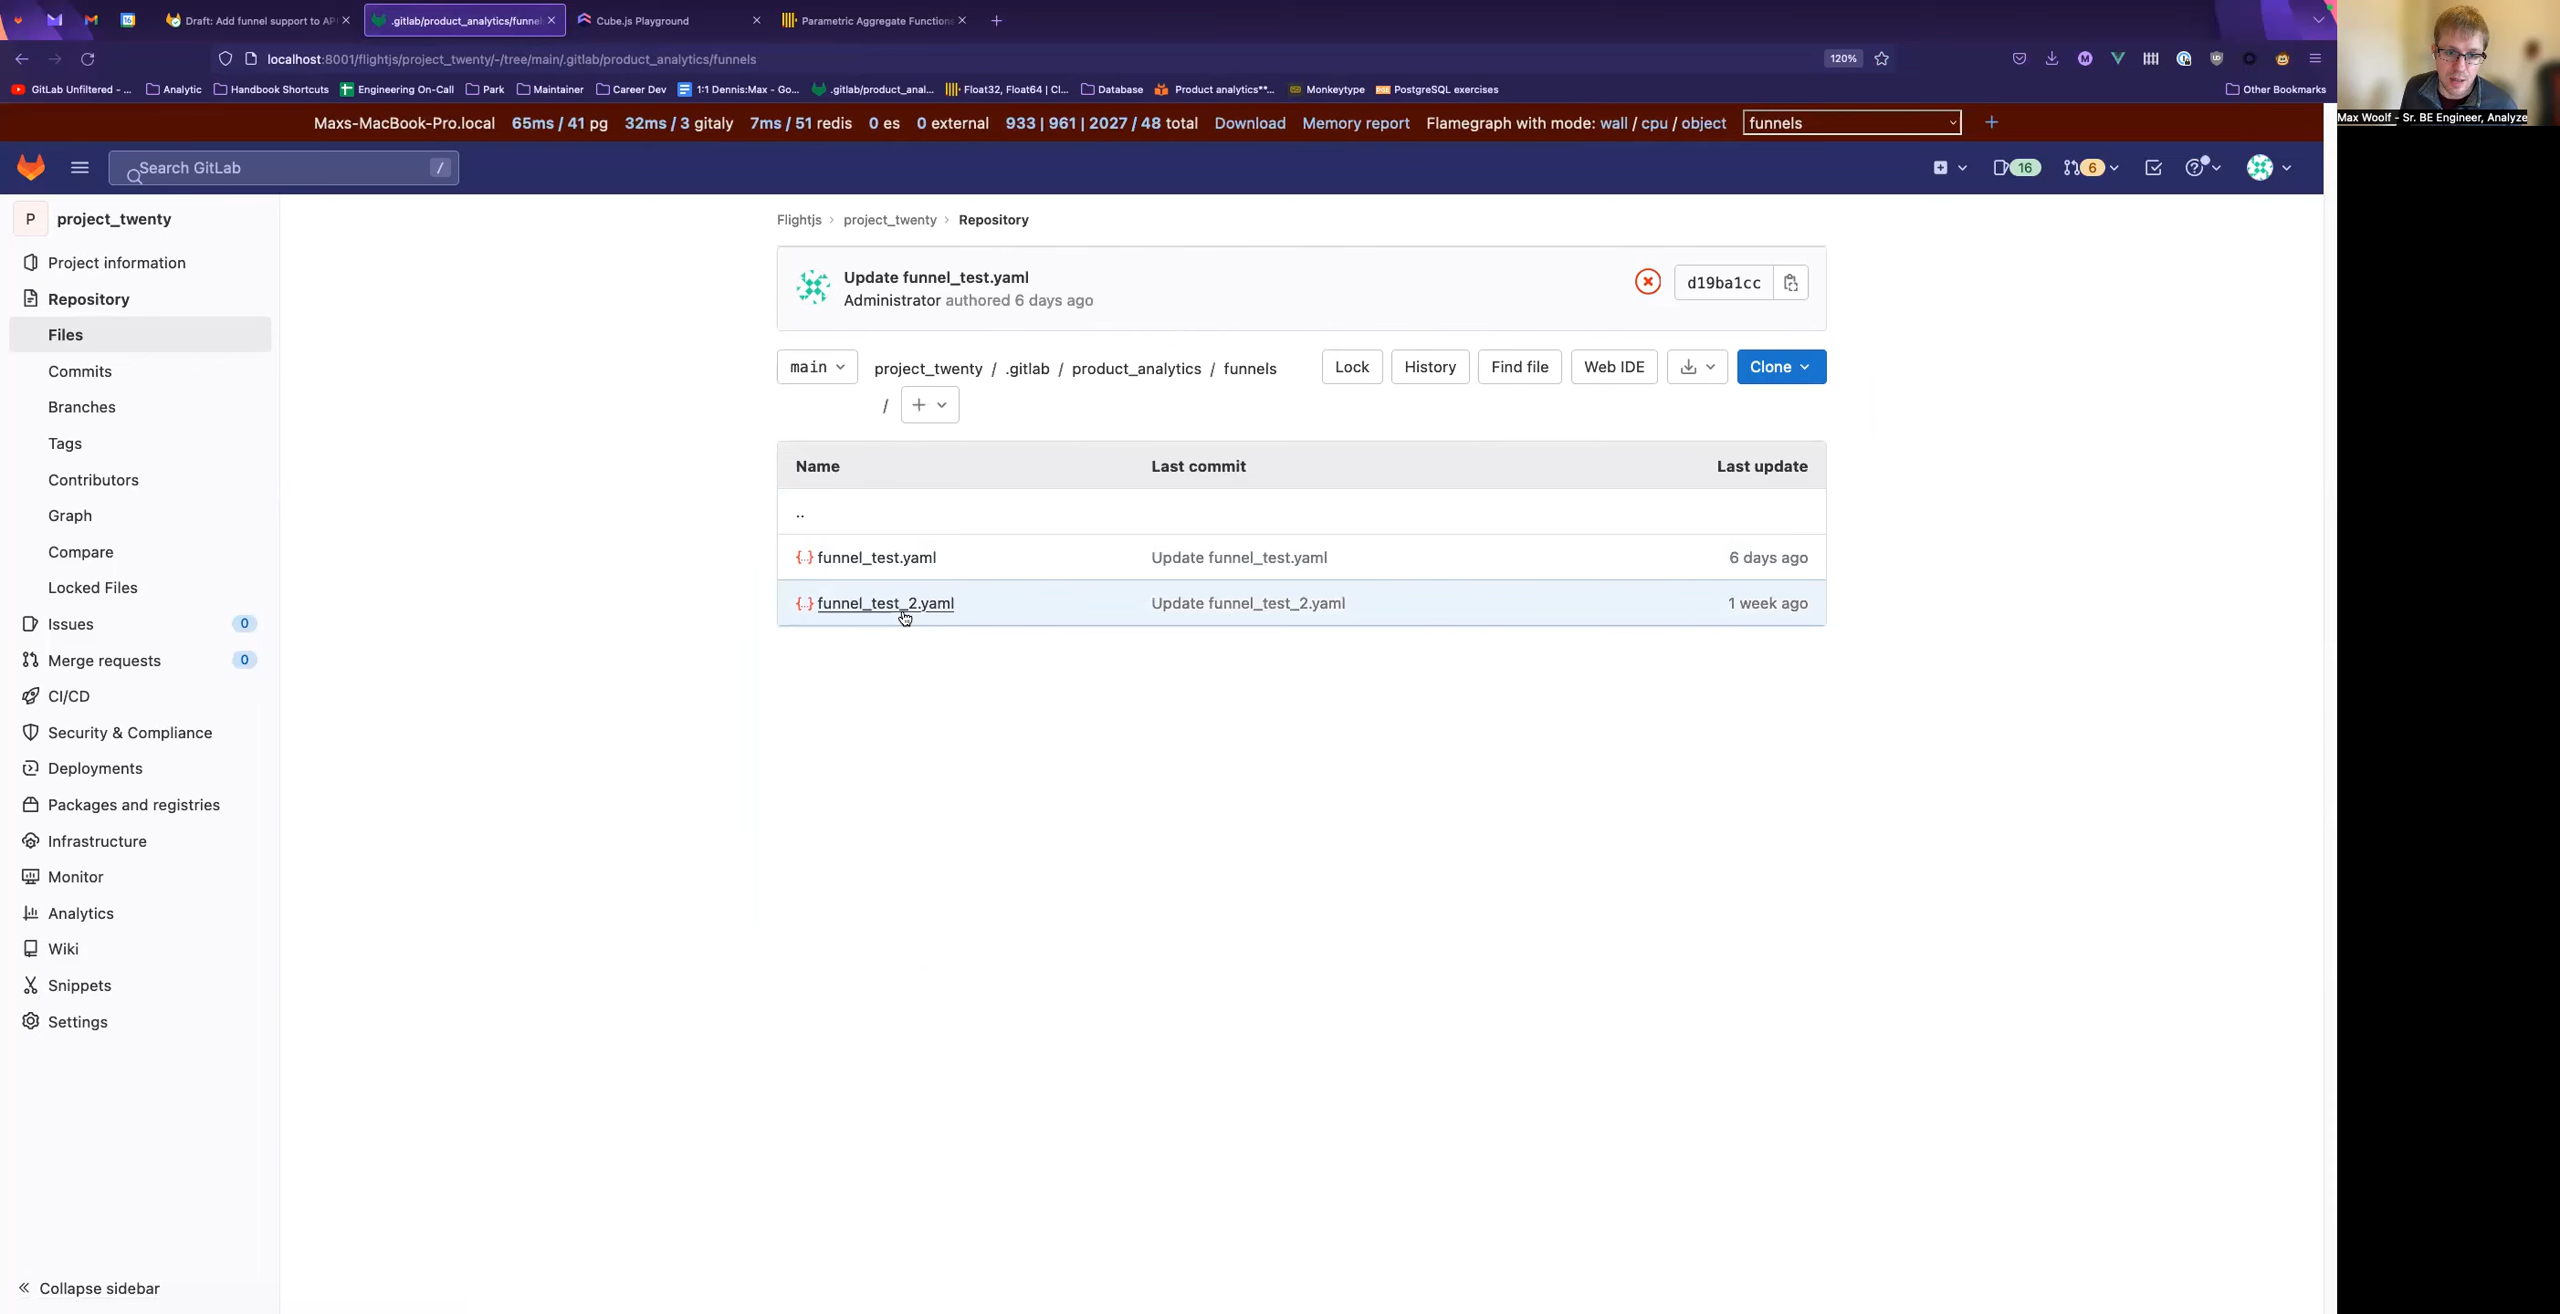 Draft: Add funnel support to API
.gitlab/product_analytics/funnel
Cube.js Playground
Parametric Aggregate Functions
localhost:8001/flightjs/project_twenty/-/tree/main/.gitlab/product_analytics/funnels
120%
GitLab Unfiltered - ...
Analytic
Handbook Shortcuts
Engineering On-Call
Park
Maintainer
Career Dev
1:1 Dennis:Max - Go...
.gitlab/product_anal...
Float32, Float64 | Cl...
Database
Product analytics**...
Monkeytype
PostgreSQL exercises
Other Bookmarks
Maxs-MacBook-Pro.local 65ms / 41 pg 32ms / 3 gitaly 7ms / 51 redis 0 es 0 external 933 | 961 | 2027 / 48 total Download Memory report Flamegraph with mode: wall / cpu / object funnels
Max Woolf - Sr. BE Engineer, Analyze
Search GitLab /
16
6
P project_twenty
Project information
Repository
Files
Commits
Branches
Tags
Contributors
Graph
Compare
Locked Files
Issues 0
Merge requests 0
CI/CD
Security & Compliance
Deployments
Packages and registries
Infrastructure
Monitor
Analytics
Wiki
Snippets
Settings
Collapse sidebar
Flightjs > project_twenty > Repository
Update funnel_test.yaml
Administrator authored 6 days ago
d19ba1cc
main
project_twenty / .gitlab / product_analytics / funnels
/ +
Lock
History
Find file
Web IDE
Clone
Name Last commit Last update
..
funnel_test.yaml Update funnel_test.yaml 6 days ago
funnel_test_2.yaml Update funnel_test_2.yaml 1 week ago